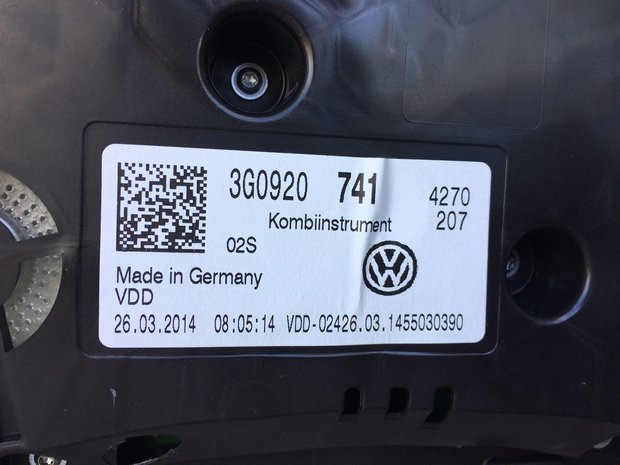 3G0920 741 4270
Kombiinstrument 207
02S
Made in Germany
VDD
26.03.2014 08:05:14 VDD-02426.03.1455030390